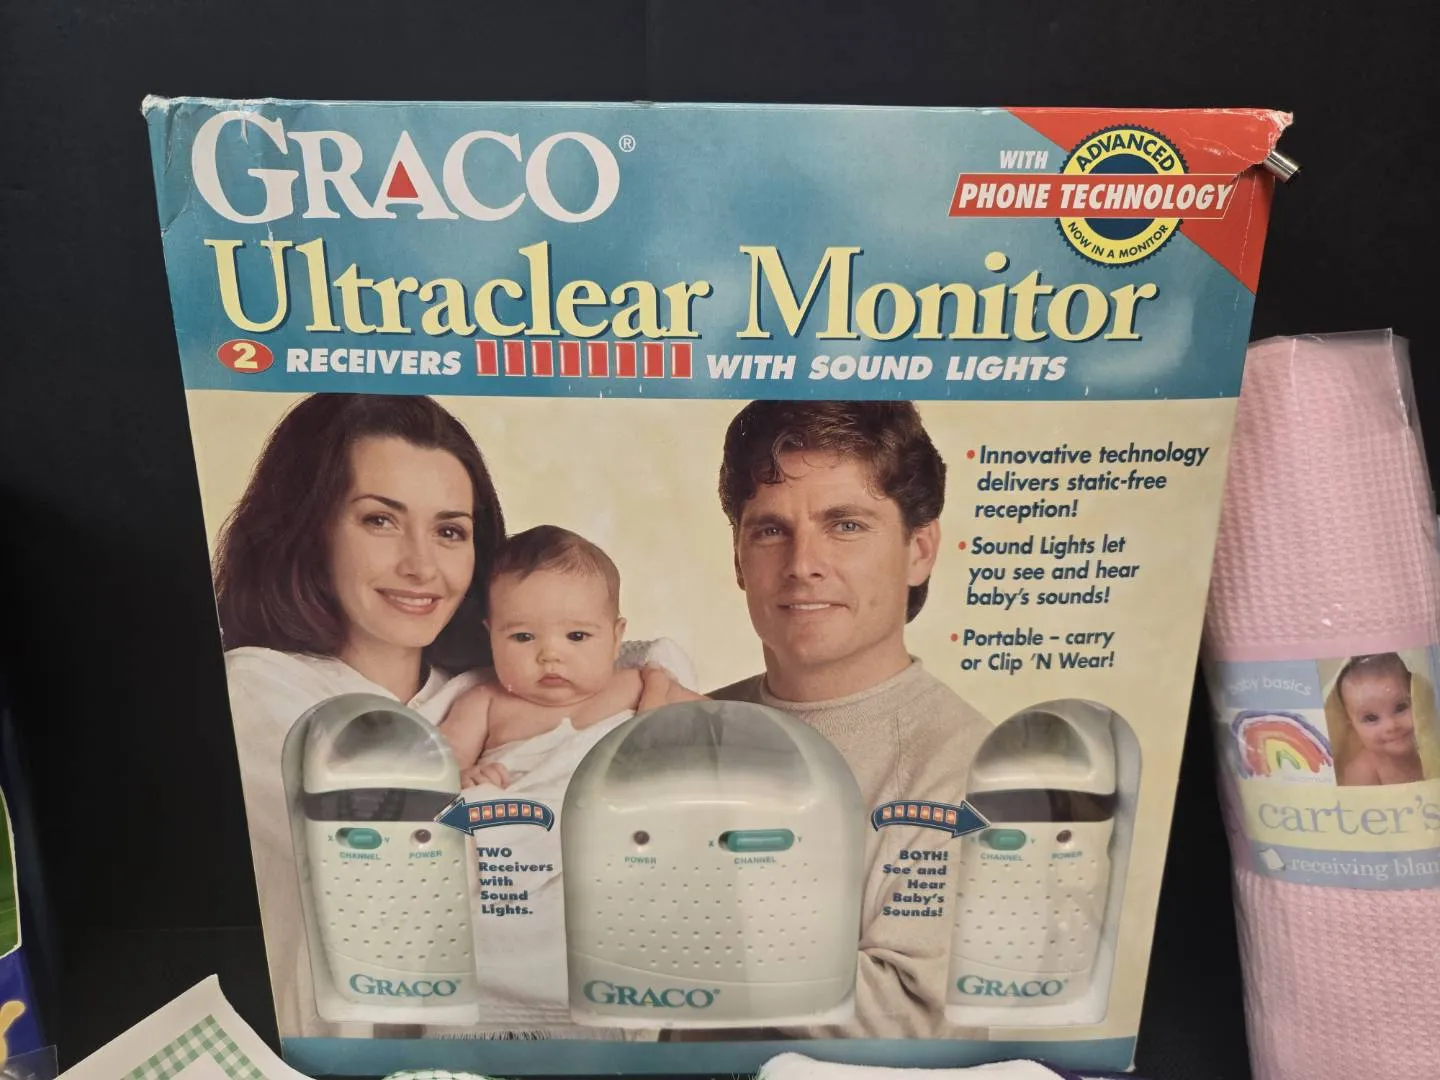 GRACO®
WITH ADVANCED
PHONE TECHNOLOGY
NOW IN A MONITOR
Ultraclear Monitor
2 RECEIVERS WITH SOUND LIGHTS
• Innovative technology
delivers static-free
reception!
• Sound Lights let
you see and hear
baby's sounds!
• Portable – carry
or Clip 'N Wear!
X Y
CHANNEL POWER
TWO
Receivers
with
Sound
Lights.
GRACO
POWER
X Y
CHANNEL
GRACO®
BOTH!
See and
Hear
Baby's
Sounds!
X Y
CHANNEL POWER
GRACO
baby basics
carter's
receiving